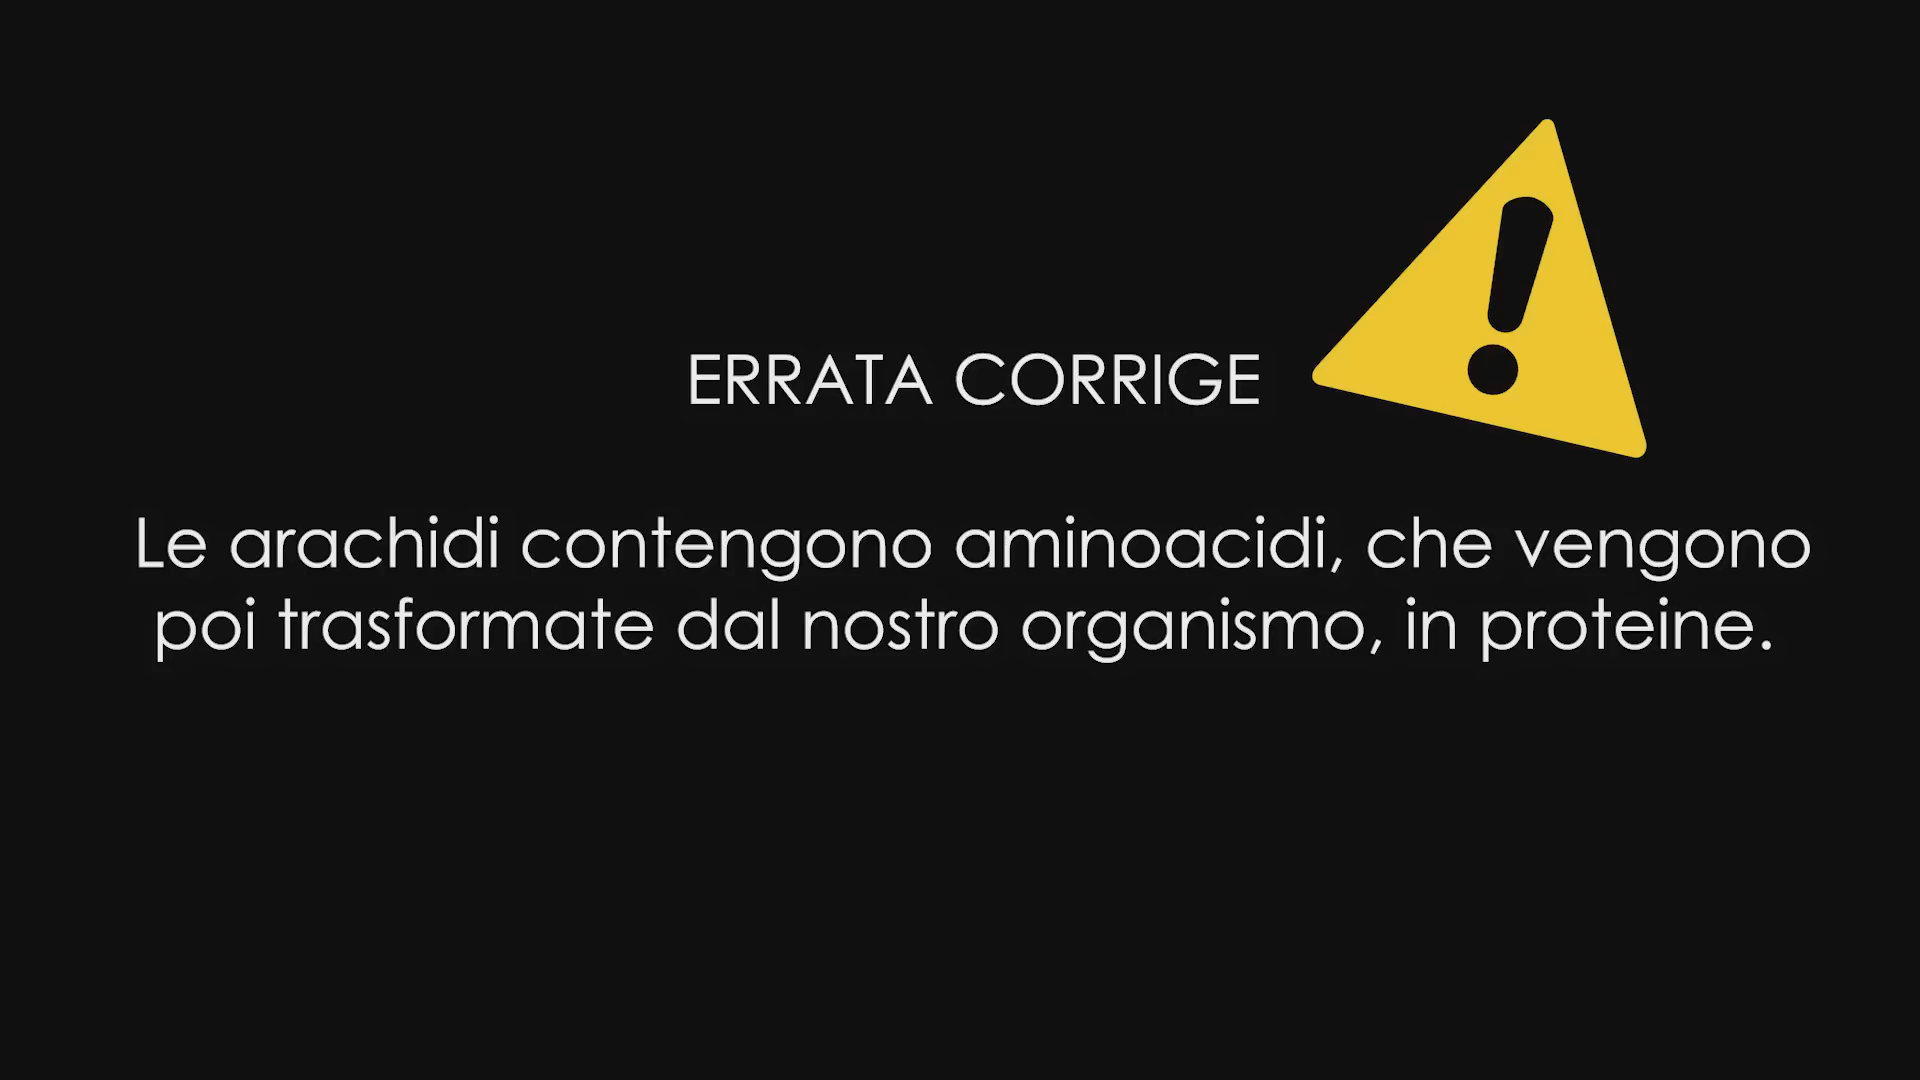 ERRATA CORRIGE
Le arachidi contengono aminoacidi, che vengono
poi trasformate dal nostro organismo, in proteine.